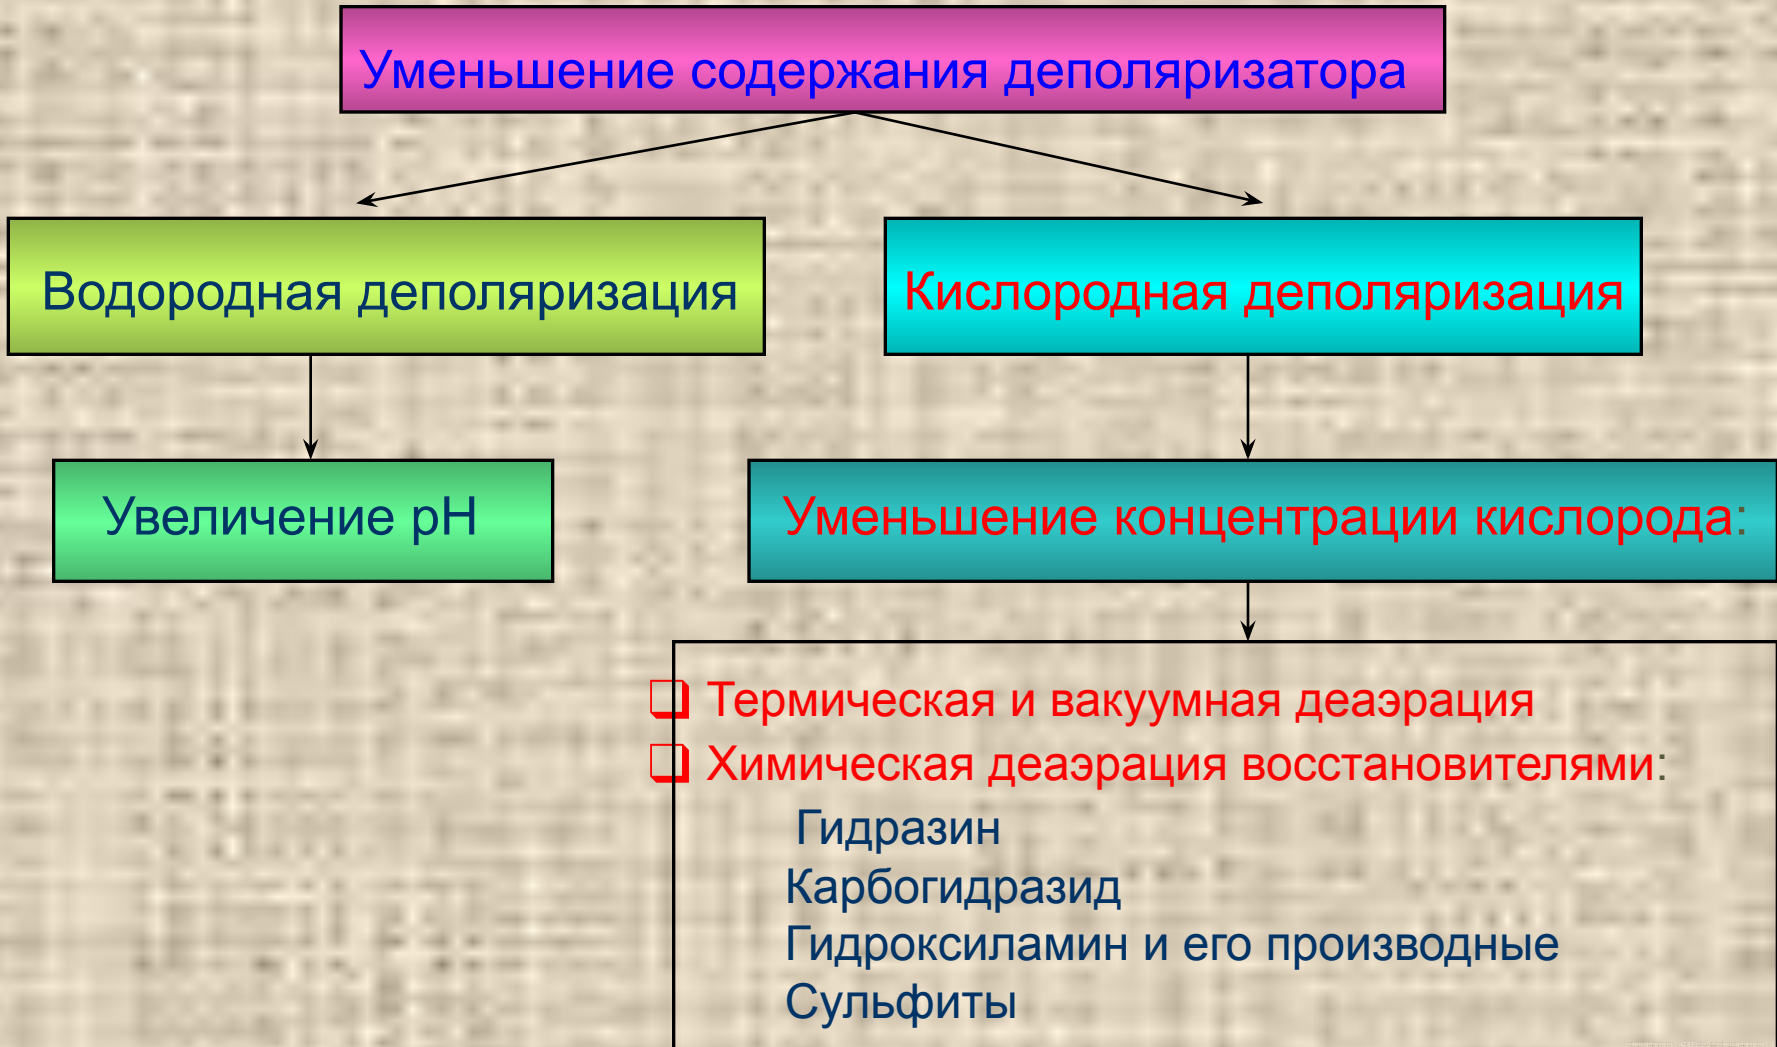 Уменьшение содержания деполяризатора
Водородная деполяризация
Кислородная деполяризация
Увеличение pH
Уменьшение концентрации кислорода:
Термическая и вакуумная деаэрация
Химическая деаэрация восстановителями:
Гидразин
Карбогидразид
Гидроксиламин и его производные
Сульфиты